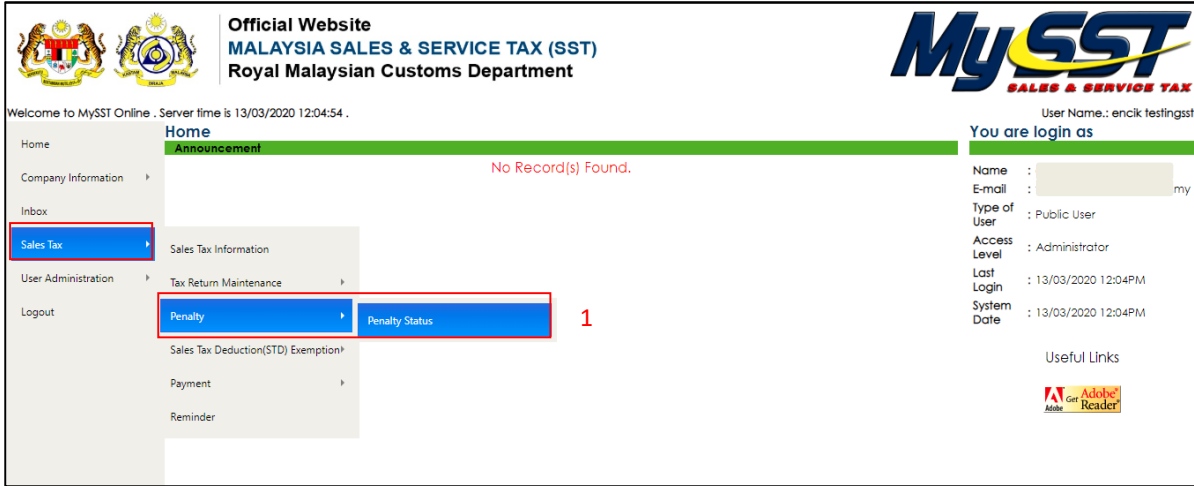 Official Website
MALAYSIA SALES & SERVICE TAX (SST)
Royal Malaysian Customs Department
MySST
SALES & SERVICE TAX
Welcome to MySST Online . Server time is 13/03/2020 12:04:54 .
User Name.: encik testingsst
Home
Company Information
Inbox
Sales Tax
User Administration
Logout
Home
Announcement
No Record(s) Found.
Sales Tax Information
Tax Return Maintenance
Penalty
Penalty Status
1
Sales Tax Deduction(STD) Exemption
Payment
Reminder
You are login as
Name :
E-mail : my
Type of User : Public User
Access Level : Administrator
Last Login : 13/03/2020 12:04PM
System Date : 13/03/2020 12:04PM
Useful Links
Adobe
Get Adobe®
Reader®